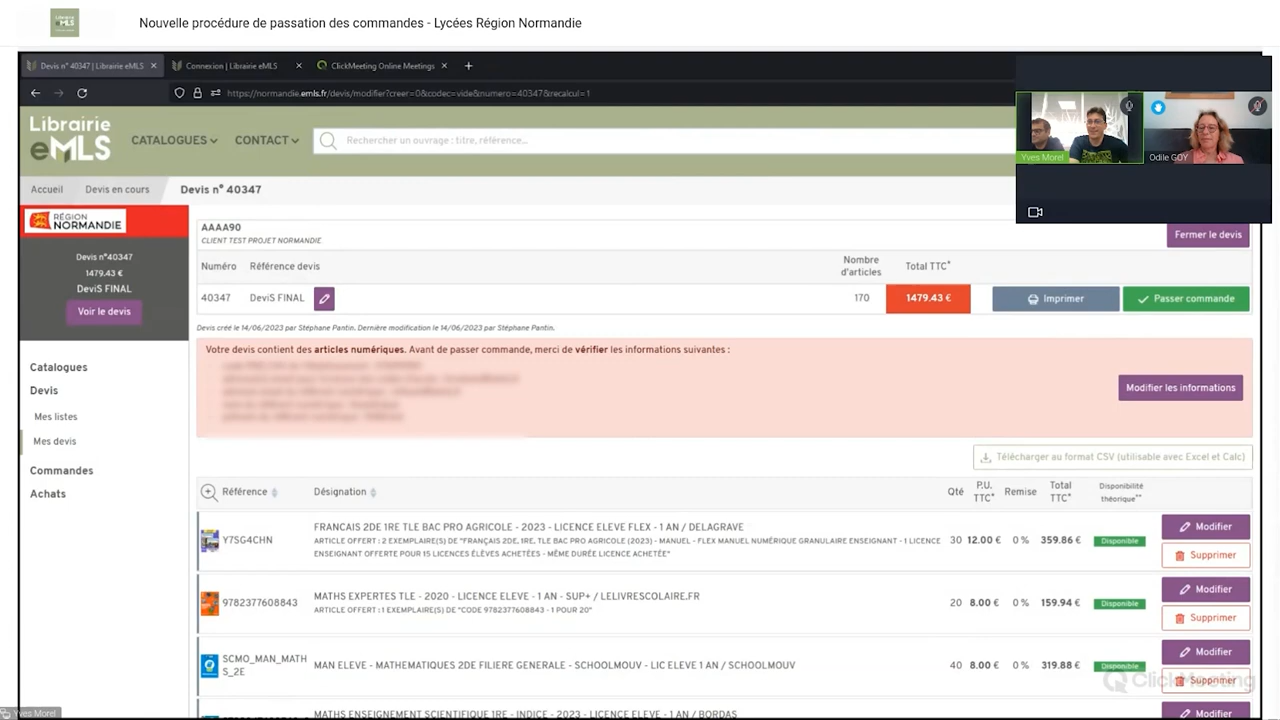 Librairie
eMLS
Nouvelle procédure de passation des commandes - Lycées Région Normandie
Devis n° 40347 | Librairie eMLS
Connexion | Librairie eMLS
ClickMeeting Online Meetings
https://normandie.emls.fr/devis/modifier?creer=0&codec=vide&numero=40347&recalcul=1
Librairie
eMLS
CATALOGUES
CONTACT
Rechercher un ouvrage : titre, référence...
Yves Morel
Odile GOY
Accueil
Devis en cours
Devis n° 40347
RÉGION
NORMANDIE
Devis n°40347
1479.43 €
DeviS FINAL
Voir le devis
Catalogues
Devis
Mes listes
Mes devis
Commandes
Achats
AAAA90
CLIENT TEST PROJET NORMANDIE
Fermer le devis
Numéro
Référence devis
Nombre
d'articles
Total TTC*
40347
DeviS FINAL
170
1479.43 €
Imprimer
Passer commande
Devis créé le 14/06/2023 par Stéphane Pantin. Dernière modification le 14/06/2023 par Stéphane Pantin.
Votre devis contient des articles numériques. Avant de passer commande, merci de vérifier les informations suivantes :
Modifier les informations
Télécharger au format CSV (utilisable avec Excel et Calc)
Référence
Désignation
Qté
P.U.
TTC*
Remise
Total
TTC*
Disponibilité
théorique**
Y7SG4CHN
FRANCAIS 2DE 1RE TLE BAC PRO AGRICOLE - 2023 - LICENCE ELEVE FLEX - 1 AN / DELAGRAVE
ARTICLE OFFERT : 2 EXEMPLAIRE(S) DE "FRANÇAIS 2DE, 1RE, TLE BAC PRO AGRICOLE (2023) - MANUEL - FLEX MANUEL NUMÉRIQUE GRANULAIRE ENSEIGNANT - 1 LICENCE
ENSEIGNANT OFFERTE POUR 15 LICENCES ÉLÈVES ACHETÉES - MÊME DURÉE LICENCE ACHETÉE"
30
12.00 €
0 %
359.86 €
Disponible
Modifier
Supprimer
9782377608843
MATHS EXPERTES TLE - 2020 - LICENCE ELEVE - 1 AN - SUP+ / LELIVRESCOLAIRE.FR
ARTICLE OFFERT : 1 EXEMPLAIRE(S) DE "CODE 9782377608843 - 1 POUR 20"
20
8.00 €
0 %
159.94 €
Disponible
Modifier
Supprimer
SCMO_MAN_MATH
S_2E
MAN ELEVE - MATHEMATIQUES 2DE FILIERE GENERALE - SCHOOLMOUV - LIC ELEVE 1 AN / SCHOOLMOUV
40
8.00 €
0 %
319.88 €
Disponible
Modifier
Supprimer
ClickMeeting
MATHS ENSEIGNEMENT SCIENTIFIQUE 1RE - INDICE - 2023 - LICENCE ELEVE - 1 AN / BORDAS
Modifier
Yves Morel